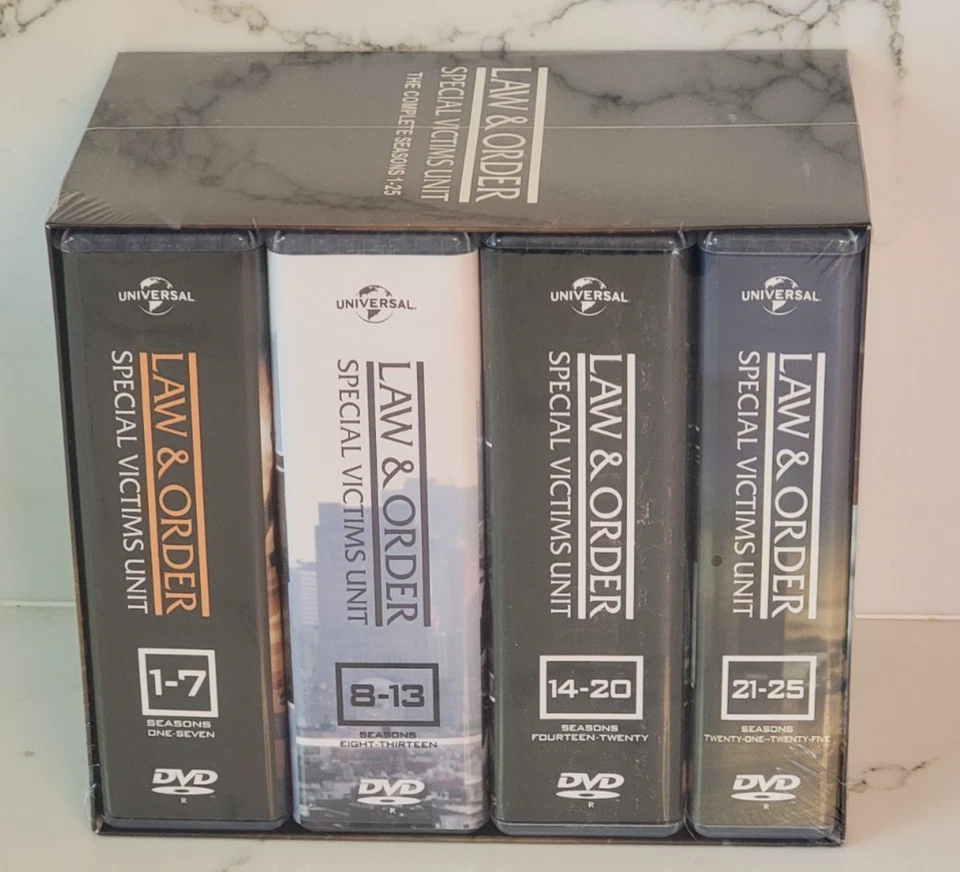 LAW & ORDER
SPECIAL VICTIMS UNIT
THE COMPLETE SEASONS 1-25
UNIVERSAL
LAW & ORDER
SPECIAL VICTIMS UNIT
1-7
SEASONS
ONE-SEVEN
DVD
R
UNIVERSAL
LAW & ORDER
SPECIAL VICTIMS UNIT
8-13
SEASONS
EIGHT-THIRTEEN
DVD
R
UNIVERSAL
LAW & ORDER
SPECIAL VICTIMS UNIT
14-20
SEASONS
FOURTEEN-TWENTY
DVD
R
UNIVERSAL
LAW & ORDER
SPECIAL VICTIMS UNIT
21-25
SEASONS
TWENTY-ONE--TWENTY-FIVE
DVD
R